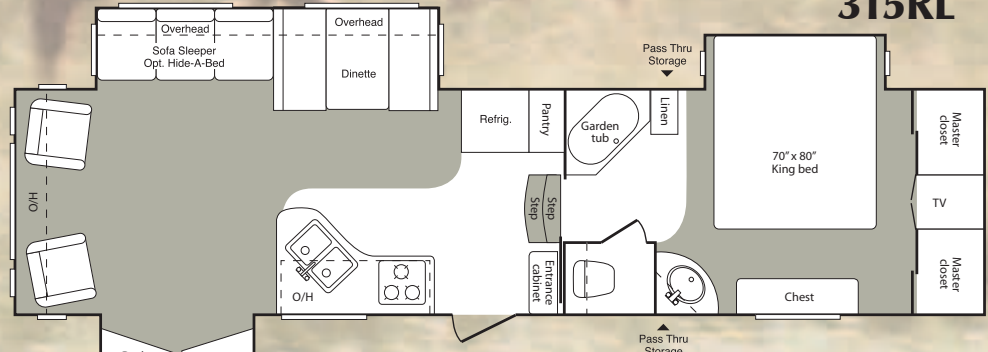 315RL
Overhead
Sofa Sleeper
Opt. Hide-A-Bed
Overhead
Dinette
Pass Thru
Storage
Refrig.
Pantry
Garden
tub
Linen
70" x 80"
King bed
Master
closet
O/H
Step
Step
TV
Entrance
cabinet
O/H
Chest
Master
closet
Pass Thru
Storage